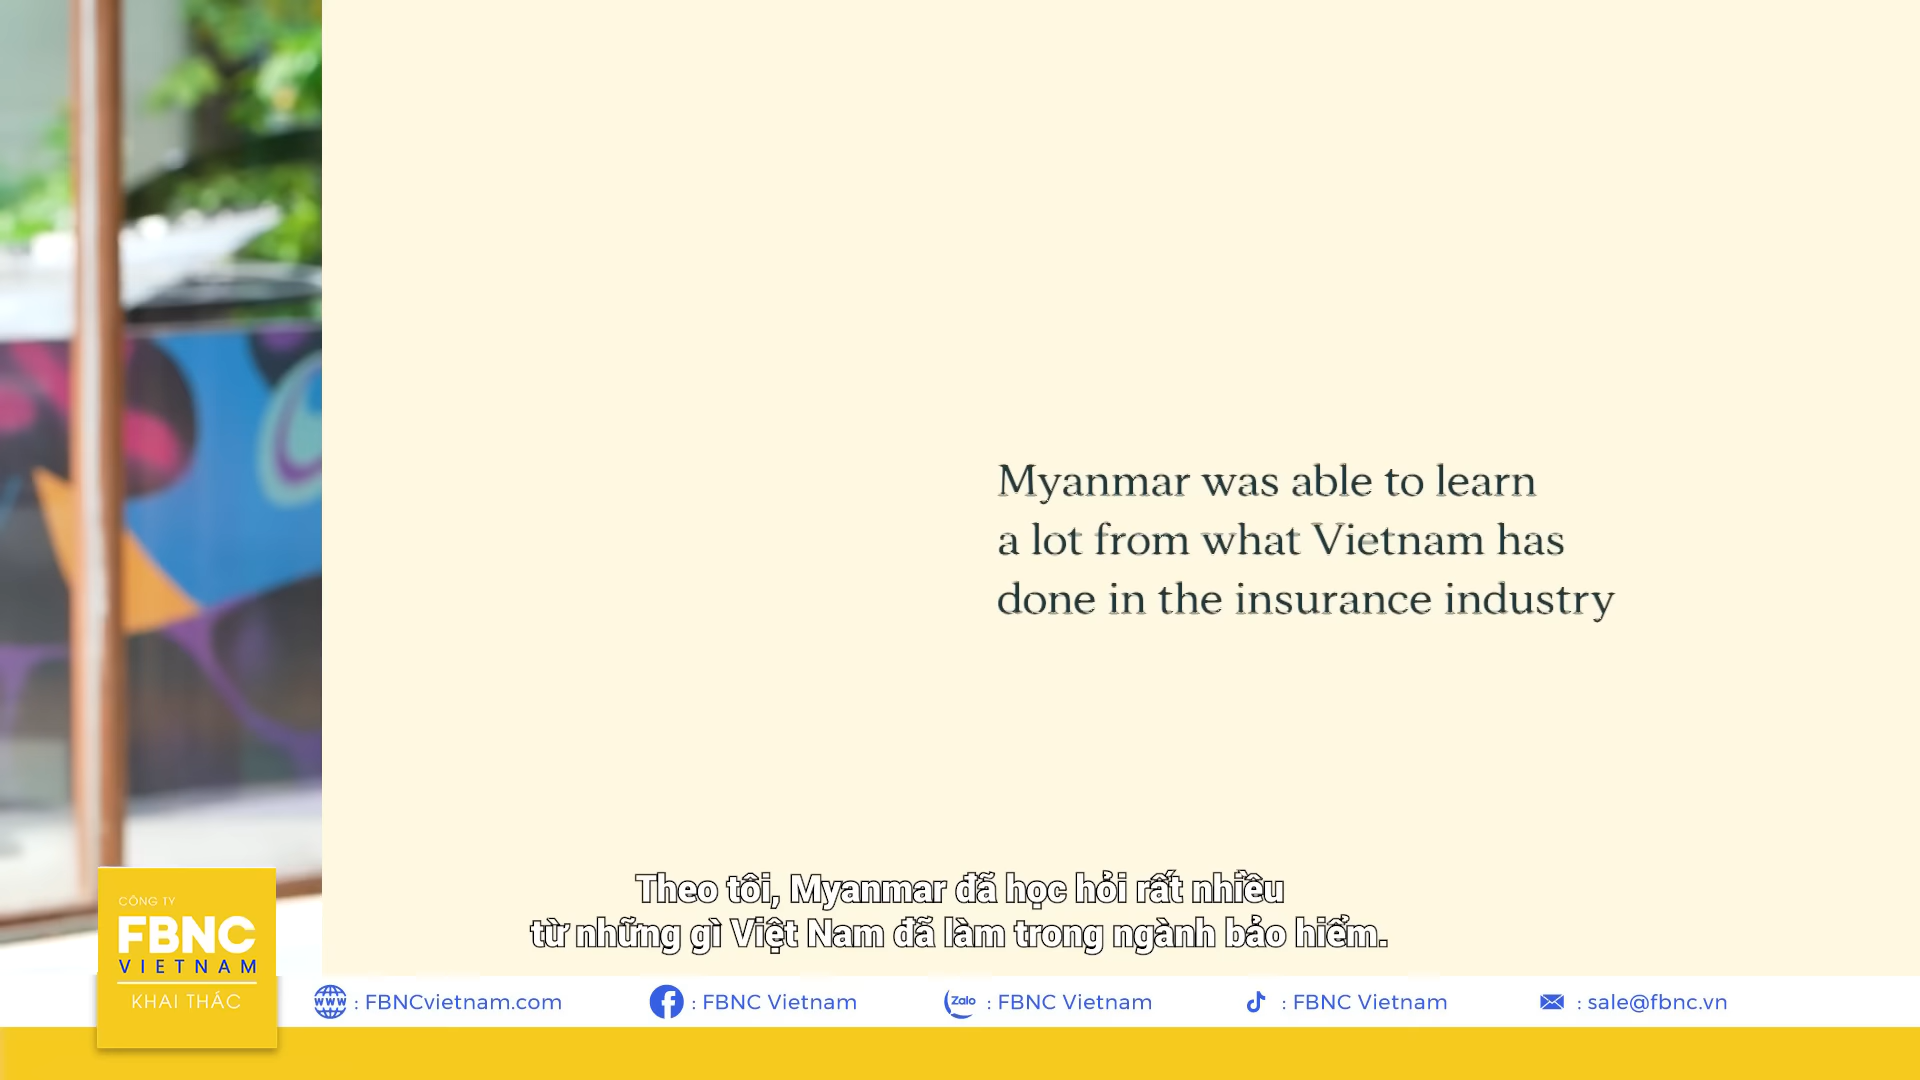 Myanmar was able to learn
a lot from what Vietnam has
done in the insurance industry
Theo tôi, Myanmar đã học hỏi rất nhiều
từ những gì Việt Nam đã làm trong ngành bảo hiểm.
CÔNG TY
FBNC
VIETNAM
KHAI THÁC
www : FBNCvietnam.com
: FBNC Vietnam
Zalo : FBNC Vietnam
: FBNC Vietnam
: sale@fbnc.vn